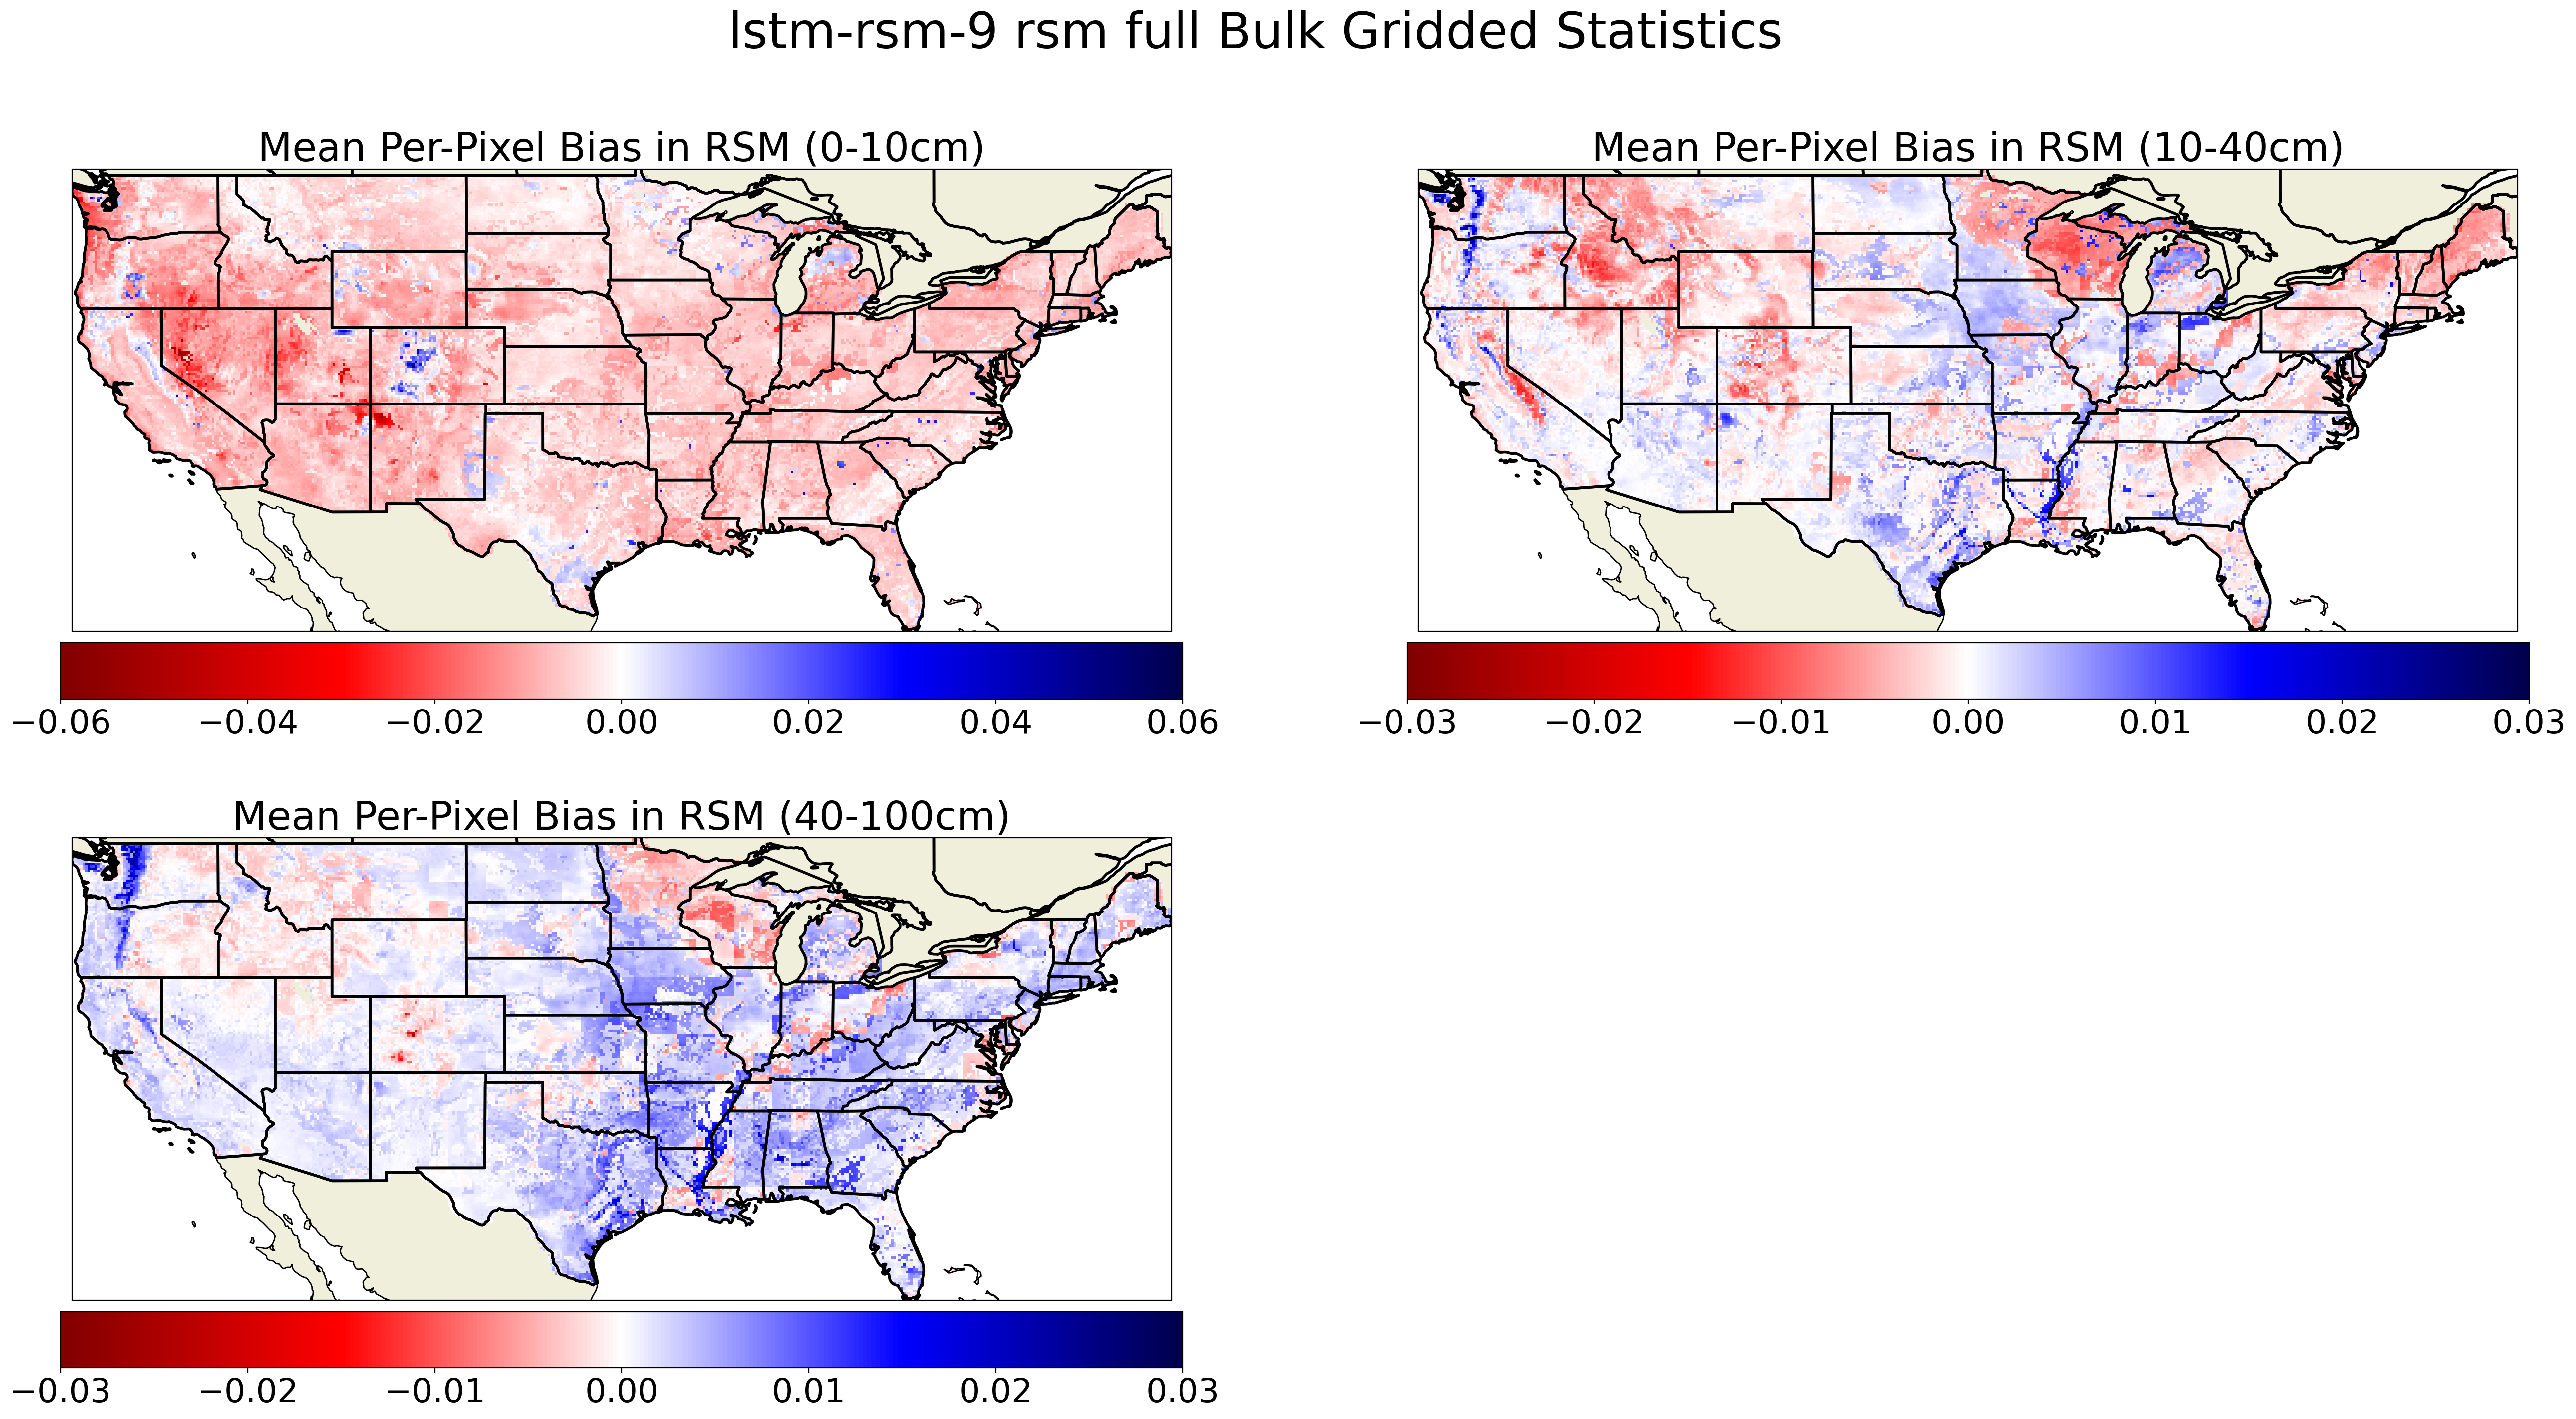 lstm-rsm-9 rsm full Bulk Gridded Statistics
Mean Per-Pixel Bias in RSM (0-10cm)
Mean Per-Pixel Bias in RSM (10-40cm)
−0.06 −0.04 −0.02 0.00 0.02 0.04 0.06
−0.03 −0.02 −0.01 0.00 0.01 0.02 0.03
Mean Per-Pixel Bias in RSM (40-100cm)
−0.03 −0.02 −0.01 0.00 0.01 0.02 0.03